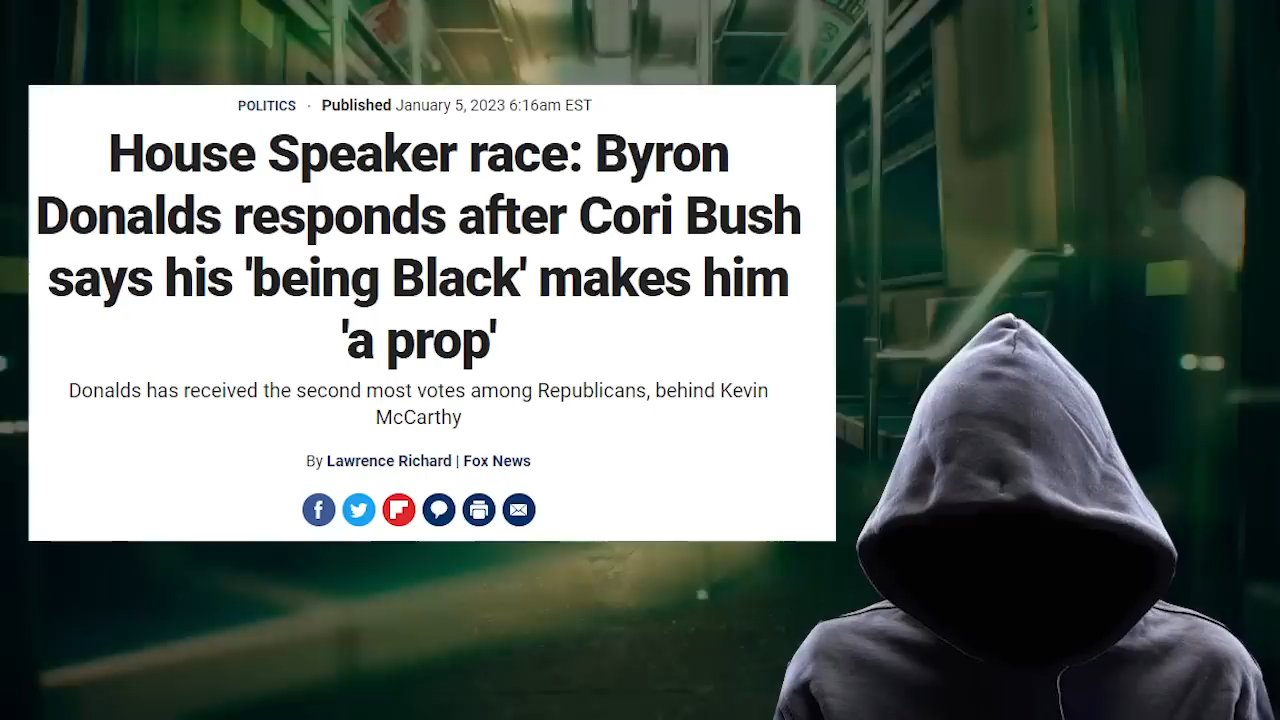 POLITICS · Published January 5, 2023 6:16am EST
House Speaker race: Byron
Donalds responds after Cori Bush
says his 'being Black' makes him
'a prop'
Donalds has received the second most votes among Republicans, behind Kevin
McCarthy
By Lawrence Richard | Fox News